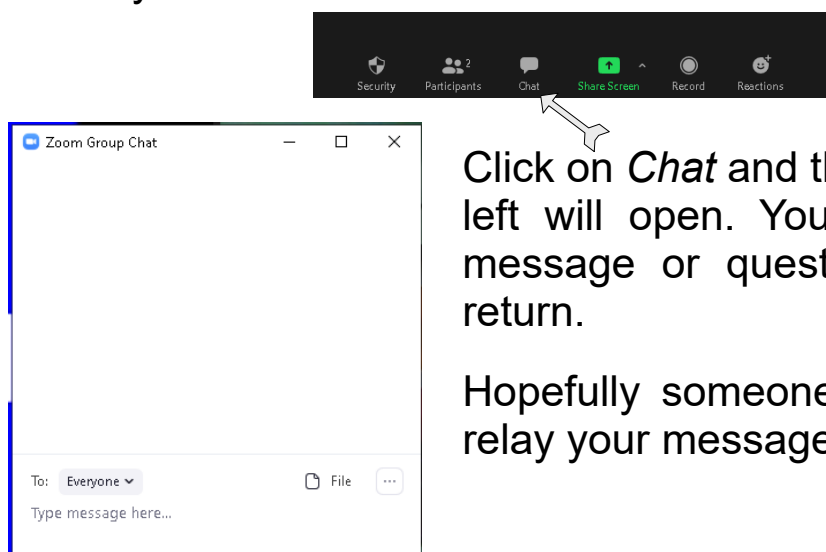 Security Participants 2 Chat Share Screen Record Reactions
Zoom Group Chat
Click on Chat and
left will open. You
message or quest
return.
Hopefully someone
relay your message
To: Everyone File ...
Type message here...